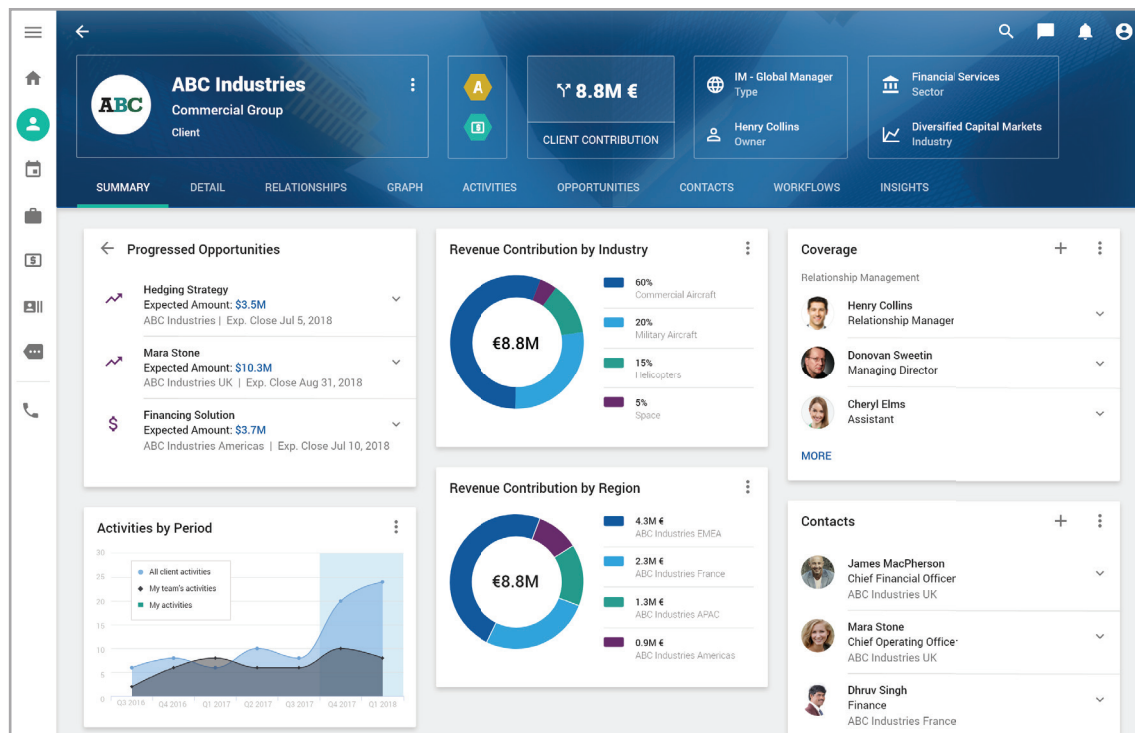 ABC
ABC Industries
Commercial Group
Client
A
$
8.8M €
CLIENT CONTRIBUTION
IM - Global Manager
Type
Henry Collins
Owner
Financial Services
Sector
Diversified Capital Markets
Industry
SUMMARY DETAIL RELATIONSHIPS GRAPH ACTIVITIES OPPORTUNITIES CONTACTS WORKFLOWS INSIGHTS
Progressed Opportunities
Hedging Strategy
Expected Amount: $3.5M
ABC Industries | Exp. Close Jul 5, 2018
Mara Stone
Expected Amount: $10.3M
ABC Industries UK | Exp. Close Aug 31, 2018
$
Financing Solution
Expected Amount: $3.7M
ABC Industries Americas | Exp. Close Jul 10, 2018
Activities by Period
30
25
20
15
10
5
0
All client activities
My team's activities
My activities
Q3 2016 Q4 2016 Q1 2017 Q2 2017 Q3 2017 Q4 2017 Q1 2018
Revenue Contribution by Industry
€8.8M
60%
Commercial Aircraft
20%
Military Aircraft
15%
Helicopters
5%
Space
Revenue Contribution by Region
€8.8M
4.3M €
ABC Industries EMEA
2.3M €
ABC Industries France
1.3M €
ABC Industries APAC
0.9M €
ABC Industries Americas
Coverage
Relationship Management
Henry Collins
Relationship Manager
Donovan Sweetin
Managing Director
Cheryl Elms
Assistant
MORE
Contacts
James MacPherson
Chief Financial Officer
ABC Industries UK
Mara Stone
Chief Operating Officer
ABC Industries UK
Dhruv Singh
Finance
ABC Industries France